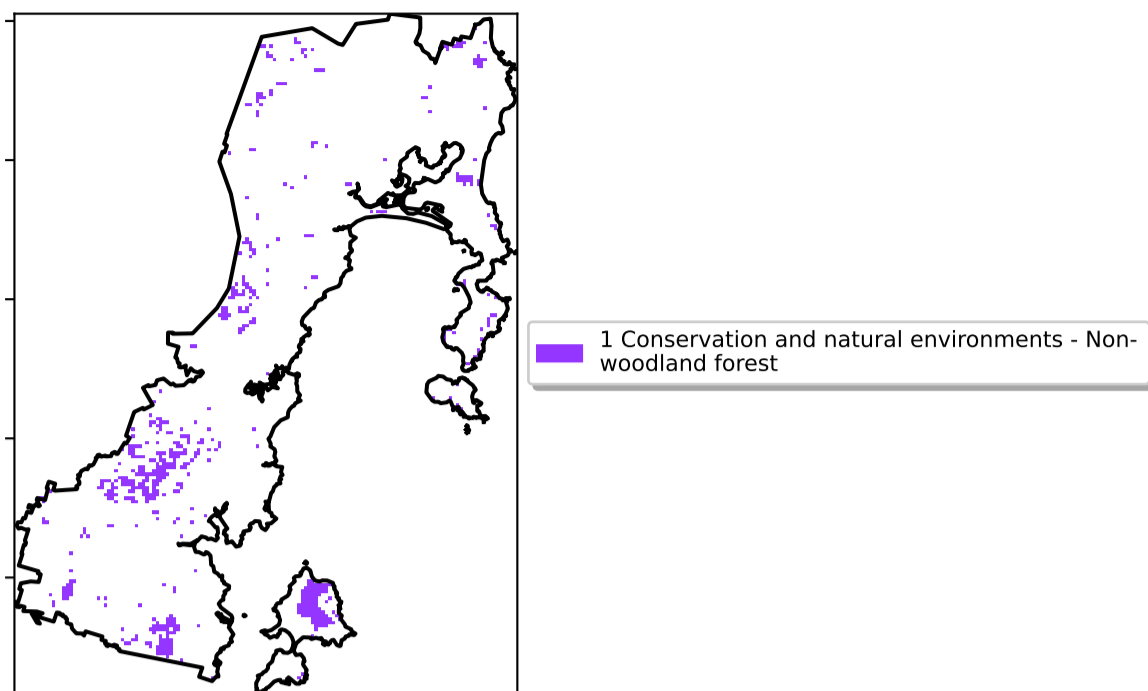 1 Conservation and natural environments - Non-
woodland forest